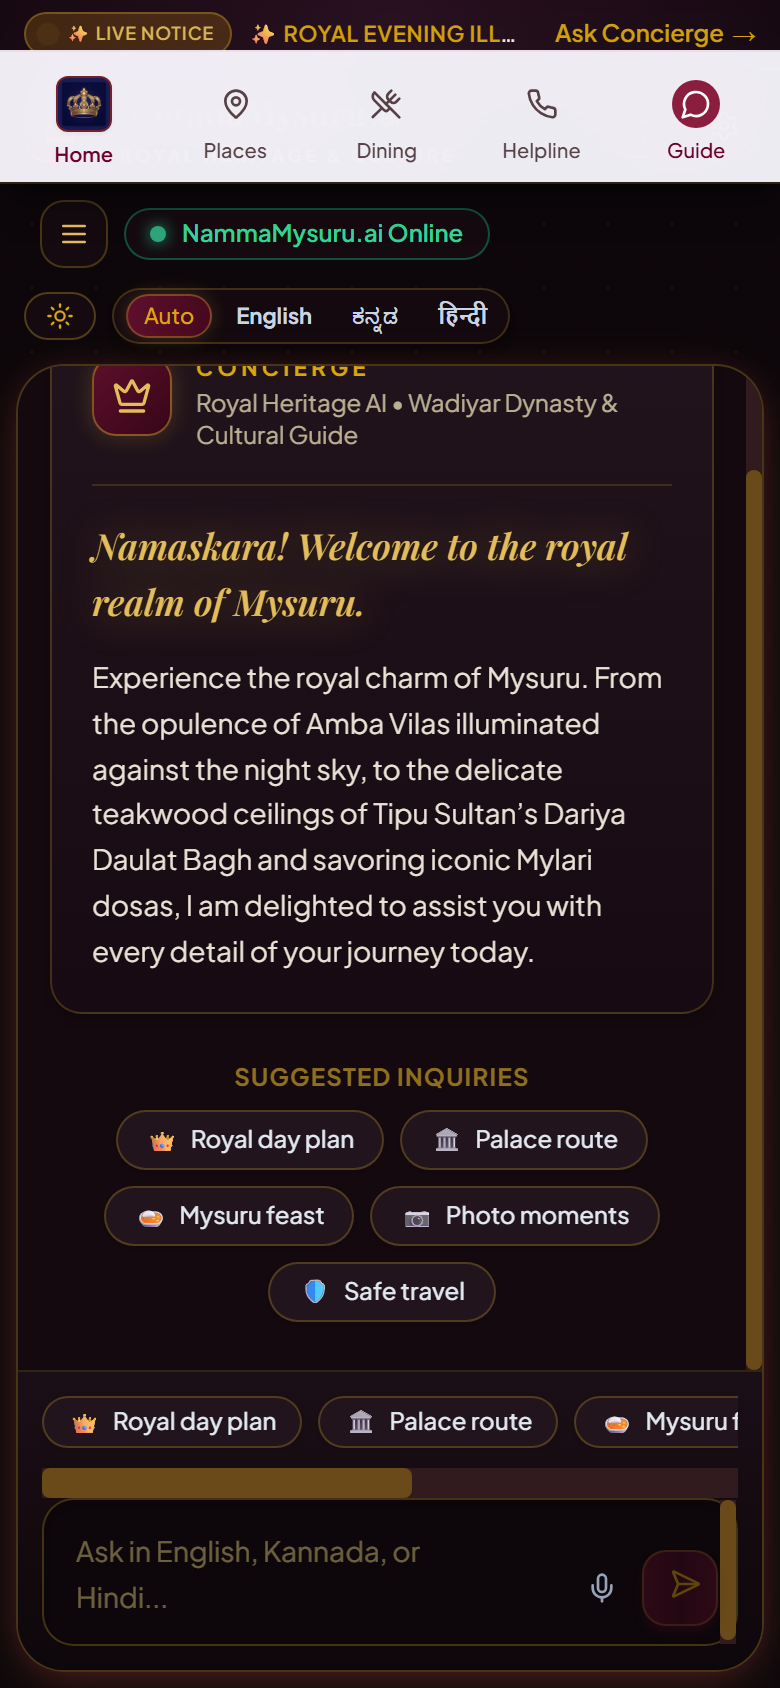 ✨ LIVE NOTICE ✨ ROYAL EVENING ILL... Ask Concierge →
Home Places Dining Helpline Guide
NammaMysuru.ai Online
Auto English ಕನ್ನಡ हिन्दी
CONCIERGE
Royal Heritage AI • Wadiyar Dynasty &
Cultural Guide
Namaskara! Welcome to the royal
realm of Mysuru.
Experience the royal charm of Mysuru. From
the opulence of Amba Vilas illuminated
against the night sky, to the delicate
teakwood ceilings of Tipu Sultan’s Dariya
Daulat Bagh and savoring iconic Mylari
dosas, I am delighted to assist you with
every detail of your journey today.
SUGGESTED INQUIRIES
Royal day plan Palace route
Mysuru feast Photo moments
Safe travel
Royal day plan Palace route Mysuru f
Ask in English, Kannada, or
Hindi...